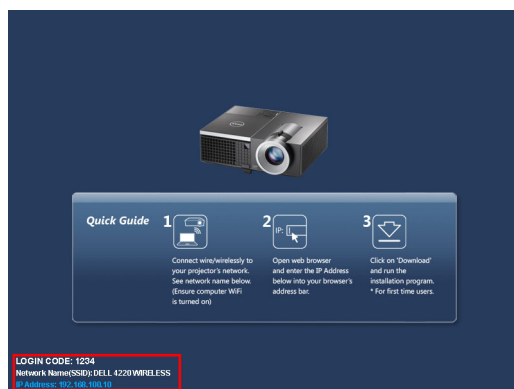 Quick Guide
1
Connect wire/wirelessly to
your projector's network.
See network name below.
(Ensure computer WiFi
is turned on)
2
IP:
Open web browser
and enter the IP Address
below into your browser's
address bar.
3
Click on 'Download'
and run the
installation program.
* For first time users.
LOGIN CODE: 1234
Network Name(SSID): DELL 4220 WIRELESS
IP Address: 192.168.100.10